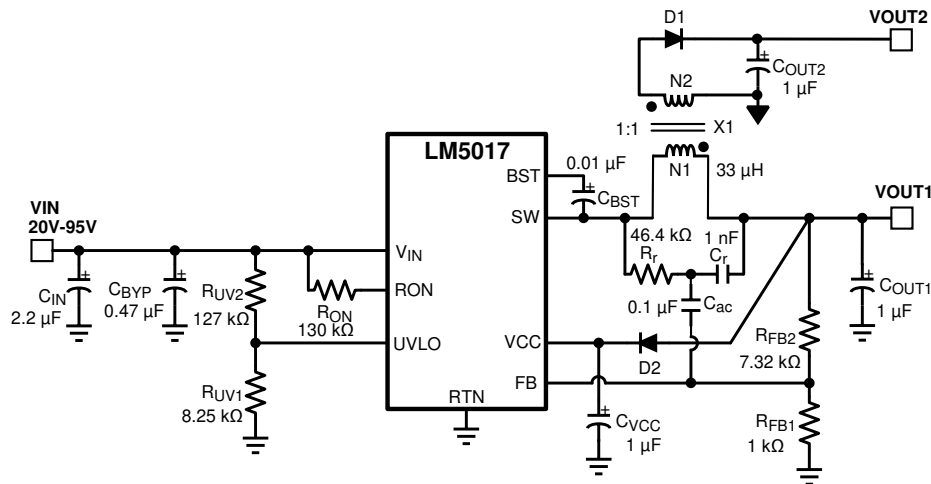 D1
VOUT2
+
COUT2
1 µF
N2
1:1
X1
LM5017
0.01 µF
N1
33 µH
BST
+
CBST
VOUT1
VIN
20V-95V
SW
46.4 kΩ
1 nF
Rr
Cr
VIN
+
CIN
2.2 µF
+
CBYP
0.47 µF
RUV2
127 kΩ
RON
RON
130 kΩ
0.1 µF
Cac
+
COUT1
1 µF
UVLO
VCC
D2
RFB2
7.32 kΩ
FB
RUV1
8.25 kΩ
RTN
+
CVCC
1 µF
RFB1
1 kΩ